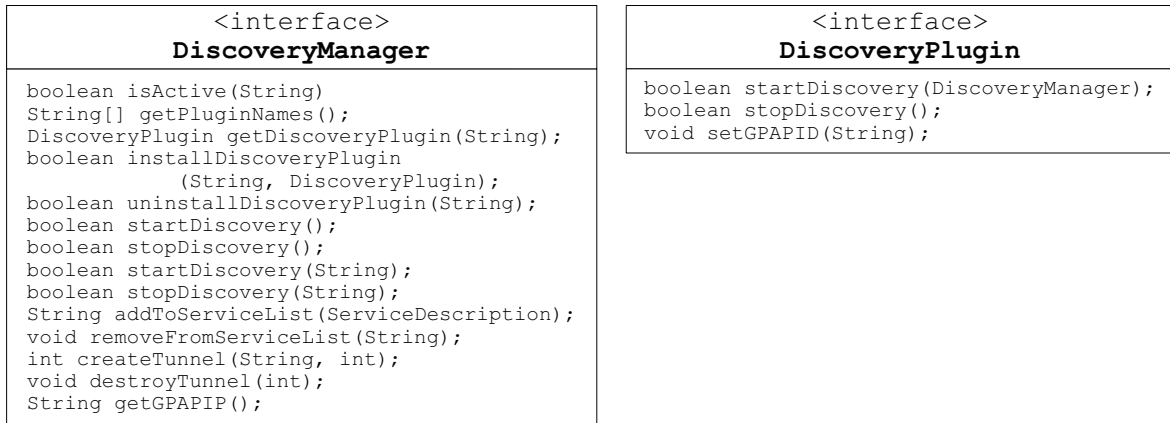 <interface>
DiscoveryManager
boolean isActive(String)
String[] getPluginNames();
DiscoveryPlugin getDiscoveryPlugin(String);
boolean installDiscoveryPlugin
(String, DiscoveryPlugin);
boolean uninstallDiscoveryPlugin(String);
boolean startDiscovery();
boolean stopDiscovery();
boolean startDiscovery(String);
boolean stopDiscovery(String);
String addToServiceList(ServiceDescription);
void removeFromServiceList(String);
int createTunnel(String, int);
void destroyTunnel(int);
String getGPAPIP();
<interface>
DiscoveryPlugin
boolean startDiscovery(DiscoveryManager);
boolean stopDiscovery();
void setGPAPID(String);